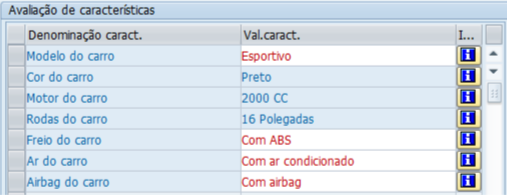 Avaliação de características
Denominação caract. Val.caract. I...
Modelo do carro Esportivo
Cor do carro Preto
Motor do carro 2000 CC
Rodas do carro 16 Polegadas
Freio do carro Com ABS
Ar do carro Com ar condicionado
Airbag do carro Com airbag